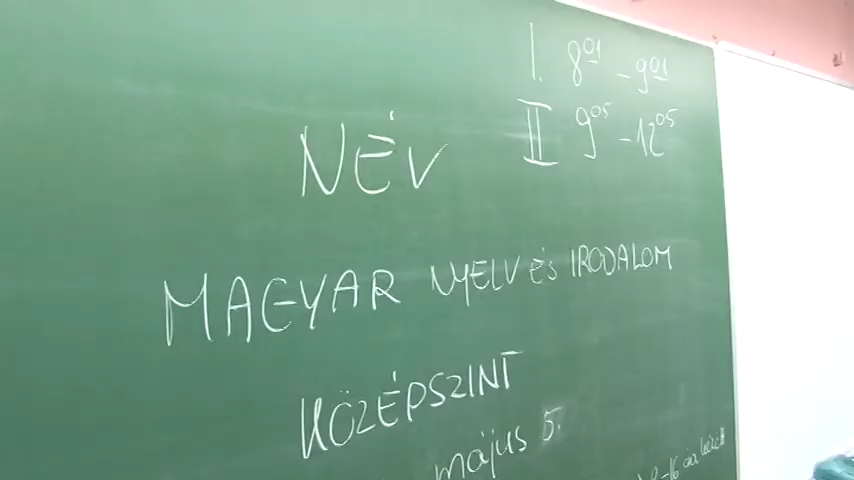 I. 8⁰¹ - 9⁰¹
II 9⁰⁵ - 12⁰⁵
NÉV
MAGYAR NYELV és IRODALOM
KÖZÉPSZINT
május 5.